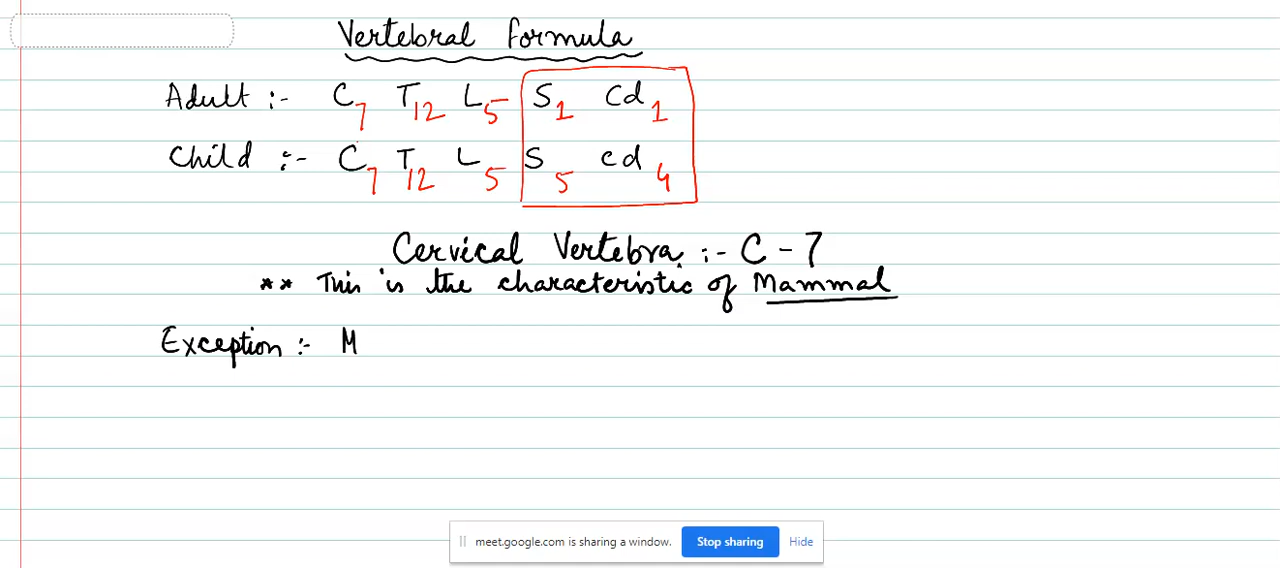 Vertebral formula
Adult :- C7 T12 L5 S1 Cd1
Child :- C7 T12 L5 S5 cd4
Cervical Vertebra :- C - 7
** This is the characteristic of Mammal
Exception :- M
meet.google.com is sharing a window. Stop sharing Hide